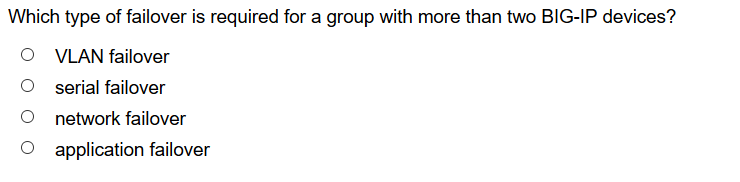 Which type of failover is required for a group with more than two BIG-IP devices?
VLAN failover
serial failover
network failover
application failover